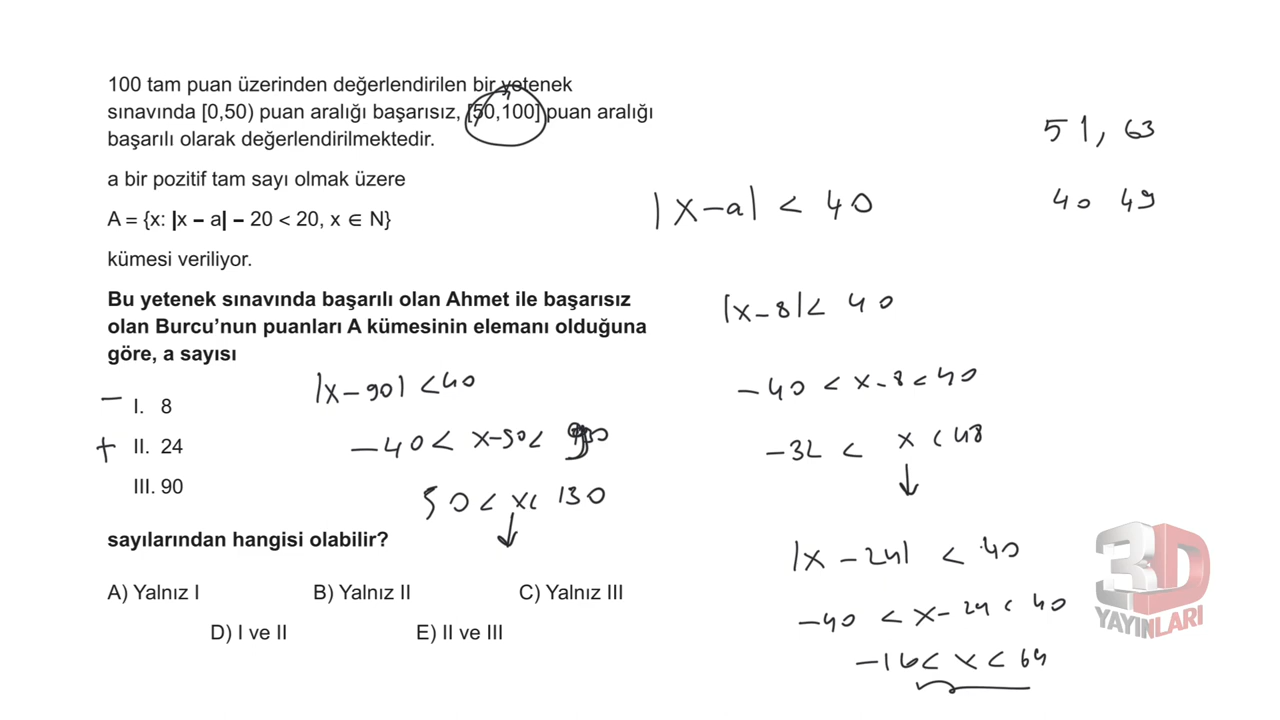 100 tam puan üzerinden değerlendirilen bir yetenek
sınavında [0,50) puan aralığı başarısız, [50,100] puan aralığı
başarılı olarak değerlendirilmektedir.
a bir pozitif tam sayı olmak üzere
A = {x: |x – a| – 20 < 20, x ∈ N}
kümesi veriliyor.
Bu yetenek sınavında başarılı olan Ahmet ile başarısız
olan Burcu'nun puanları A kümesinin elemanı olduğuna
göre, a sayısı
– I. 8
+ II. 24
III. 90
sayılarından hangisi olabilir?
A) Yalnız I B) Yalnız II C) Yalnız III
D) I ve II E) II ve III
|x-90| < 40
-40 < x-90 <
50 < x < 130
51, 63
40 49
|x-a| < 40
|x-8| < 40
-40 < x-8 < 40
-32 < x < 48
|x-24| < 40
-40 < x-24 < 40
-16 < x < 64
3D
YAYINLARI